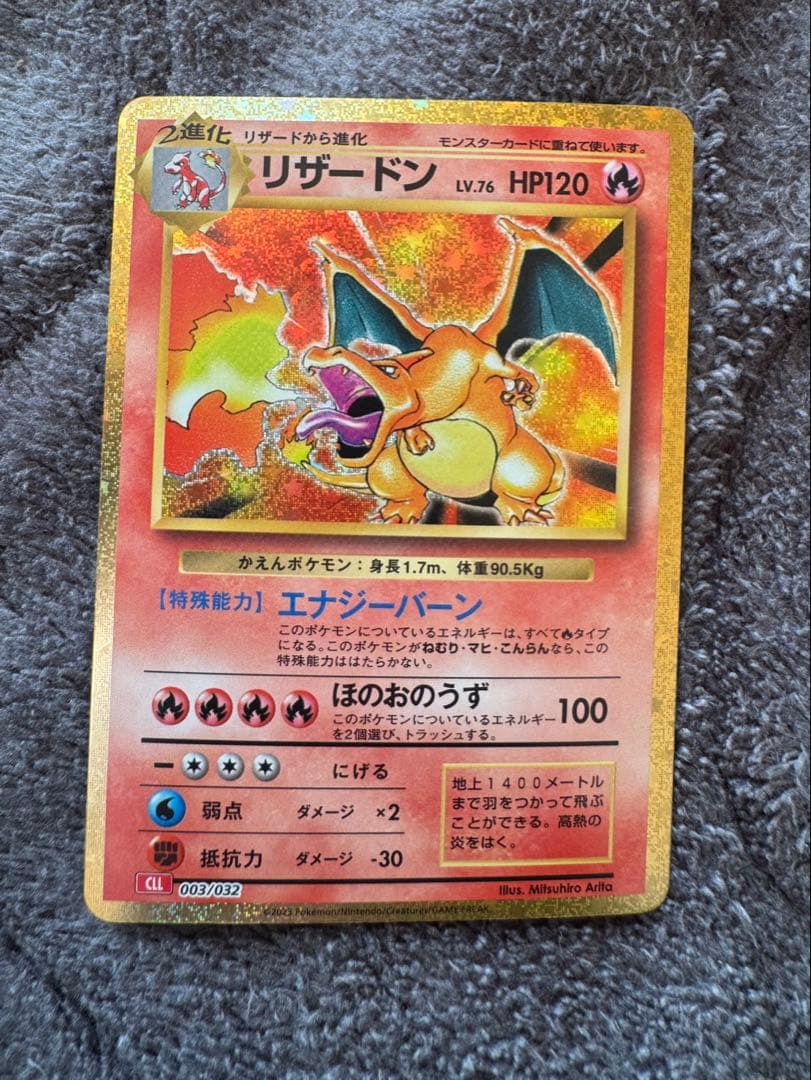 2進化 リザードから進化 モンスターカードに重ねて使います。
リザードン LV.76 HP120
かえんポケモン：身長1.7m、体重90.5Kg
【特殊能力】エナジーバーン
このポケモンについているエネルギーは、すべて🔥タイプ
になる。このポケモンがねむり・マヒ・こんらんなら、この
特殊能力ははたらかない。
ほのおのうず 100
このポケモンについているエネルギー
を2個選び、トラッシュする。
にげる
弱点 ダメージ ×2
抵抗力 ダメージ -30
地上1400メートル
まで羽をつかって飛ぶ
ことができる。高熱の
炎をはく。
CLL 003/032 Illus. Mitsuhiro Arita
©2023 Pokémon/Nintendo/Creatures/GAME FREAK